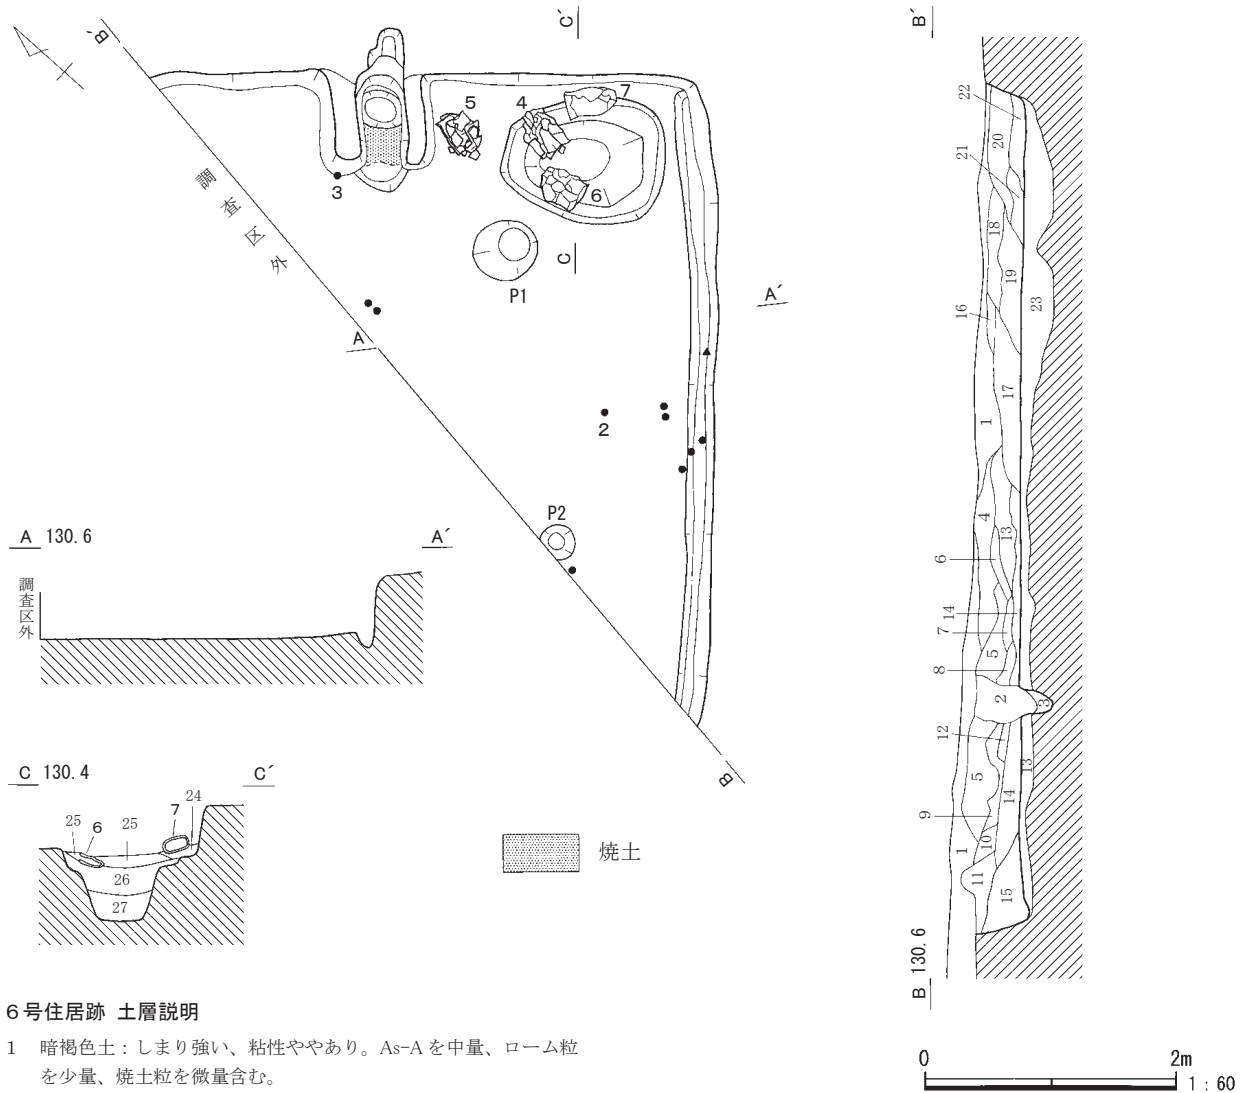 B´
C´
5
4
7
3
6
調査区外
C
P1
A´
A
2
P2
B
A 130.6 A´
調査区外
C 130.4 C´
25
6
25
7
24
26
27
焼土
B´
22
20
21
18
19
16
23
17
1
4
13
6
14
7
5
8
2
3
12
13
5
14
9
10
1
11
15
B 130.6
6号住居跡 土層説明
1 暗褐色土：しまり強い、粘性ややあり。As-A を中量、ローム粒
を少量、焼土粒を微量含む。
0 2m
1：60